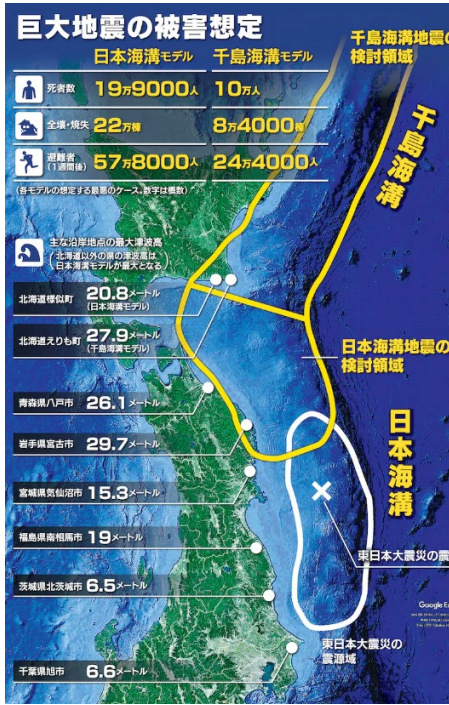 巨大地震の被害想定
日本海溝モデル 千島海溝モデル
死者数 19万9000人 10万人
全壊・焼失 22万棟 8万4000棟
避難者(1週間後) 57万8000人 24万4000人
(各モデルの想定する最悪のケース。数字は概数)
千島海溝地震の
検討領域
千島海溝
主な沿岸地点の最大津波高
(北海道以外の県の津波高は
日本海溝モデルが最大となる)
北海道様似町 20.8メートル
(日本海溝モデル)
北海道えりも町 27.9メートル
(千島海溝モデル)
日本海溝地震の
検討領域
青森県八戸市 26.1メートル
日本海溝
岩手県宮古市 29.7メートル
宮城県気仙沼市 15.3メートル
福島県南相馬市 19メートル
東日本大震災の震
茨城県北茨城市 6.5メートル
Google Ea
東日本大震災の
震源域
千葉県旭市 6.6メートル